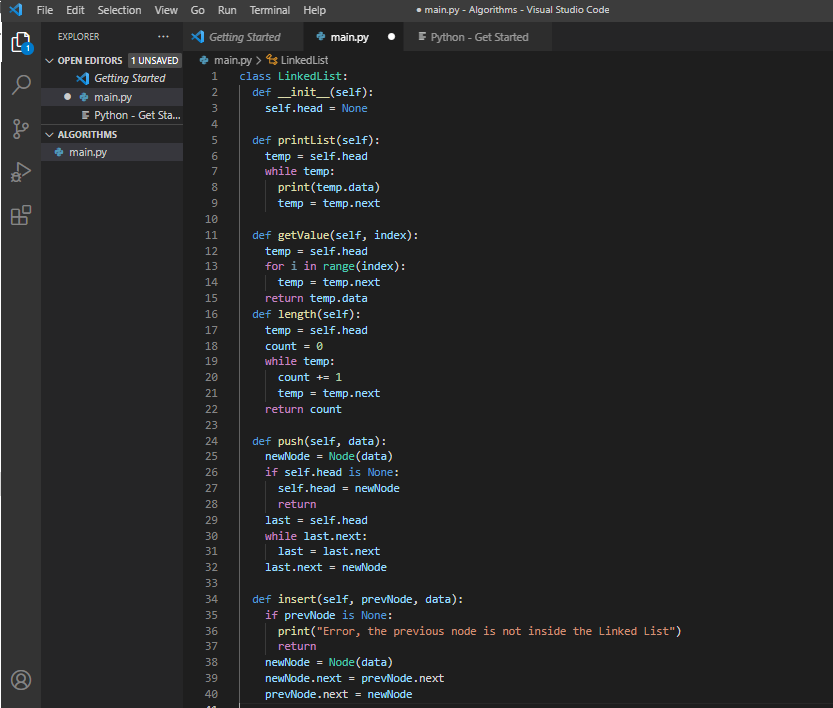 File Edit Selection View Go Run Terminal Help ● main.py - Algorithms - Visual Studio Code
EXPLORER ···
Getting Started main.py ● Python - Get Started
OPEN EDITORS 1 UNSAVED
Getting Started
● main.py
Python - Get Sta...
ALGORITHMS
main.py
1
main.py > LinkedList
1 class LinkedList:
2   def __init__(self):
3     self.head = None
4
5   def printList(self):
6     temp = self.head
7     while temp:
8       print(temp.data)
9       temp = temp.next
10
11   def getValue(self, index):
12     temp = self.head
13     for i in range(index):
14       temp = temp.next
15     return temp.data
16   def length(self):
17     temp = self.head
18     count = 0
19     while temp:
20       count += 1
21       temp = temp.next
22     return count
23
24   def push(self, data):
25     newNode = Node(data)
26     if self.head is None:
27       self.head = newNode
28       return
29     last = self.head
30     while last.next:
31       last = last.next
32     last.next = newNode
33
34   def insert(self, prevNode, data):
35     if prevNode is None:
36       print("Error, the previous node is not inside the Linked List")
37       return
38     newNode = Node(data)
39     newNode.next = prevNode.next
40     prevNode.next = newNode